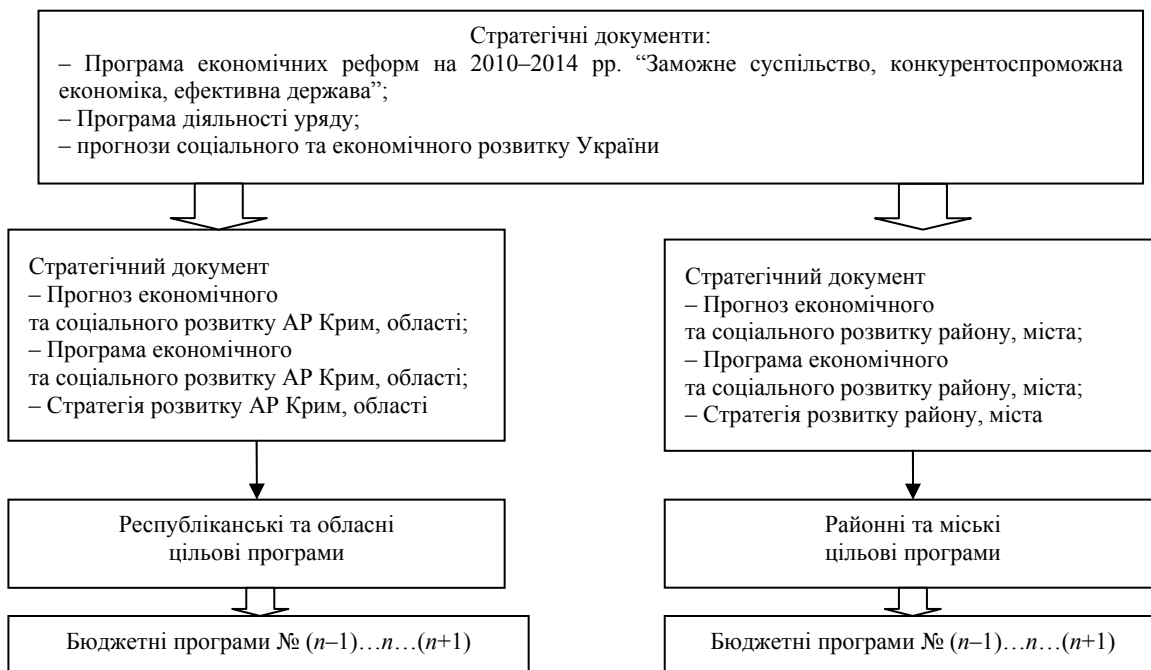 Стратегічні документи:
– Програма економічних реформ на 2010–2014 рр. “Заможне суспільство, конкурентоспроможна
економіка, ефективна держава”;
– Програма діяльності уряду;
– прогнози соціального та економічного розвитку України
Стратегічний документ
– Прогноз економічного
та соціального розвитку АР Крим, області;
– Програма економічного
та соціального розвитку АР Крим, області;
– Стратегія розвитку АР Крим, області
Стратегічний документ
– Прогноз економічного
та соціального розвитку району, міста;
– Програма економічного
та соціального розвитку району, міста;
– Стратегія розвитку району, міста
Республіканські та обласні
цільові програми
Районні та міські
цільові програми
Бюджетні програми № (n–1)…n…(n+1)
Бюджетні програми № (n–1)…n…(n+1)